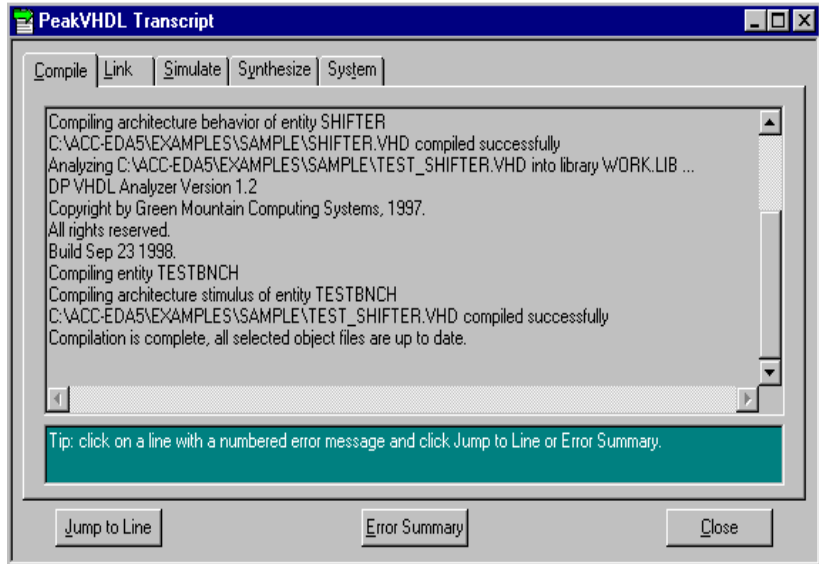 PeakVHDL Transcript
Compile Link Simulate Synthesize System
Compiling architecture behavior of entity SHIFTER
C:\ACC-EDA5\EXAMPLES\SAMPLE\SHIFTER.VHD compiled successfully
Analyzing C:\ACC-EDA5\EXAMPLES\SAMPLE\TEST_SHIFTER.VHD into library WORK.LIB ...
DP VHDL Analyzer Version 1.2
Copyright by Green Mountain Computing Systems, 1997.
All rights reserved.
Build Sep 23 1998.
Compiling entity TESTBNCH
Compiling architecture stimulus of entity TESTBNCH
C:\ACC-EDA5\EXAMPLES\SAMPLE\TEST_SHIFTER.VHD compiled successfully
Compilation is complete, all selected object files are up to date.
Tip: click on a line with a numbered error message and click Jump to Line or Error Summary.
Jump to Line Error Summary Close